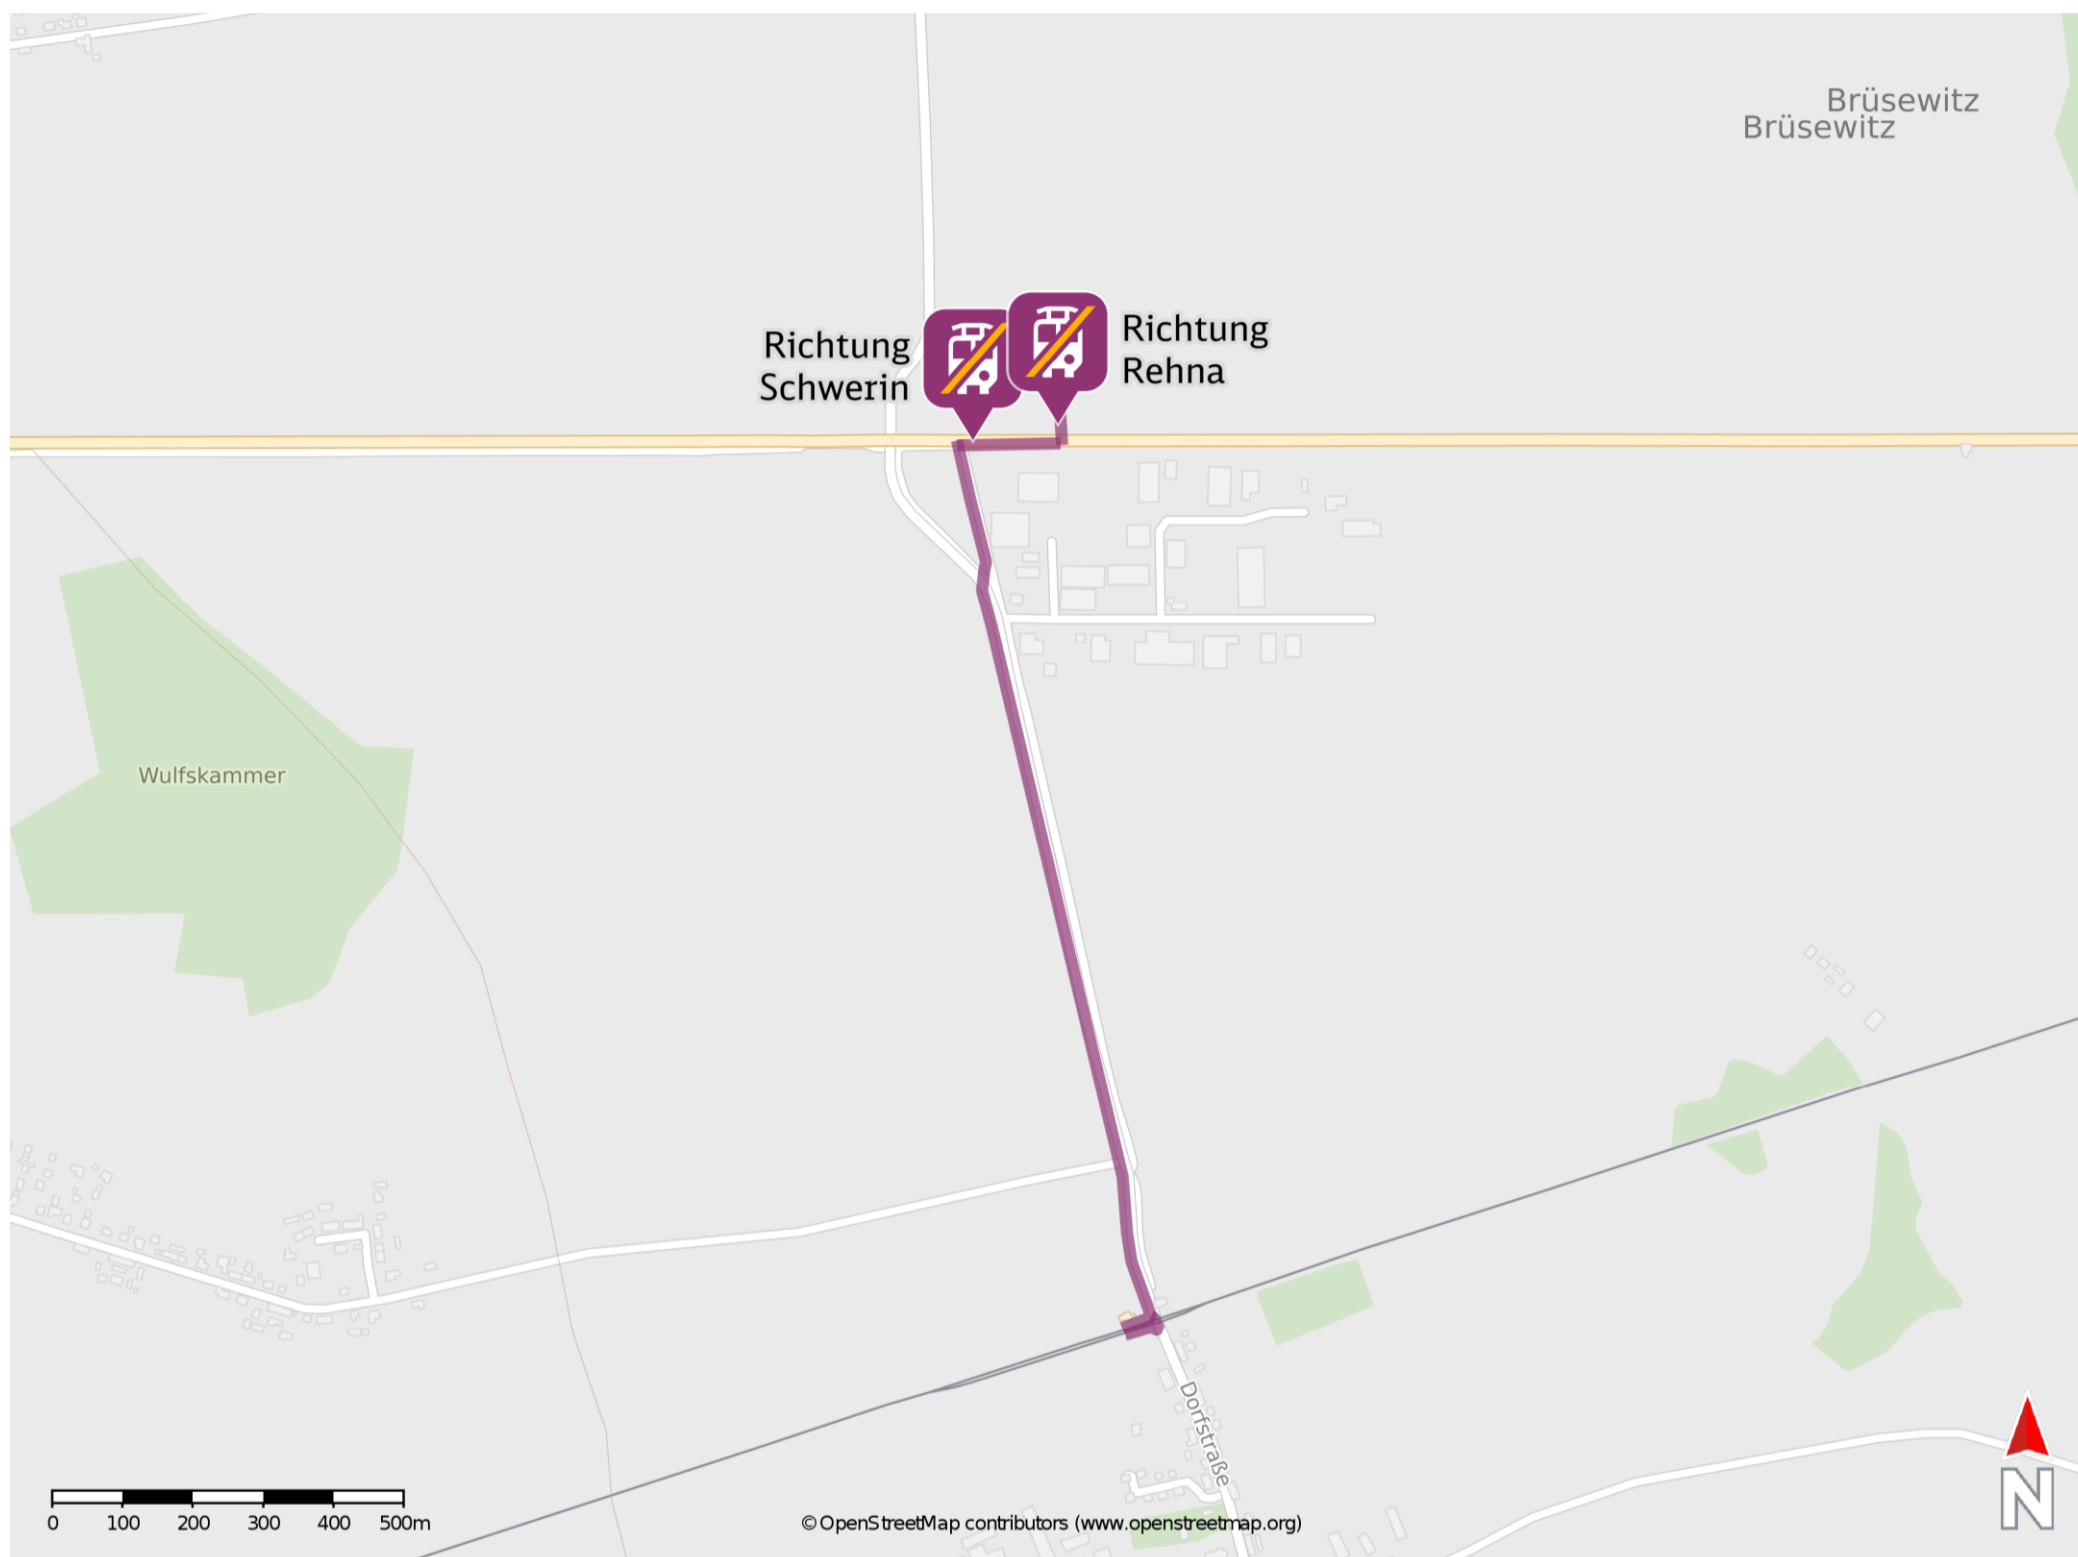 Brüsewitz
Brüsewitz
Richtung
Schwerin
Richtung
Rehna
Wulfskammer
Dorfstraße
0 100 200 300 400 500m
©OpenStreetMap contributors (www.openstreetmap.org)
N